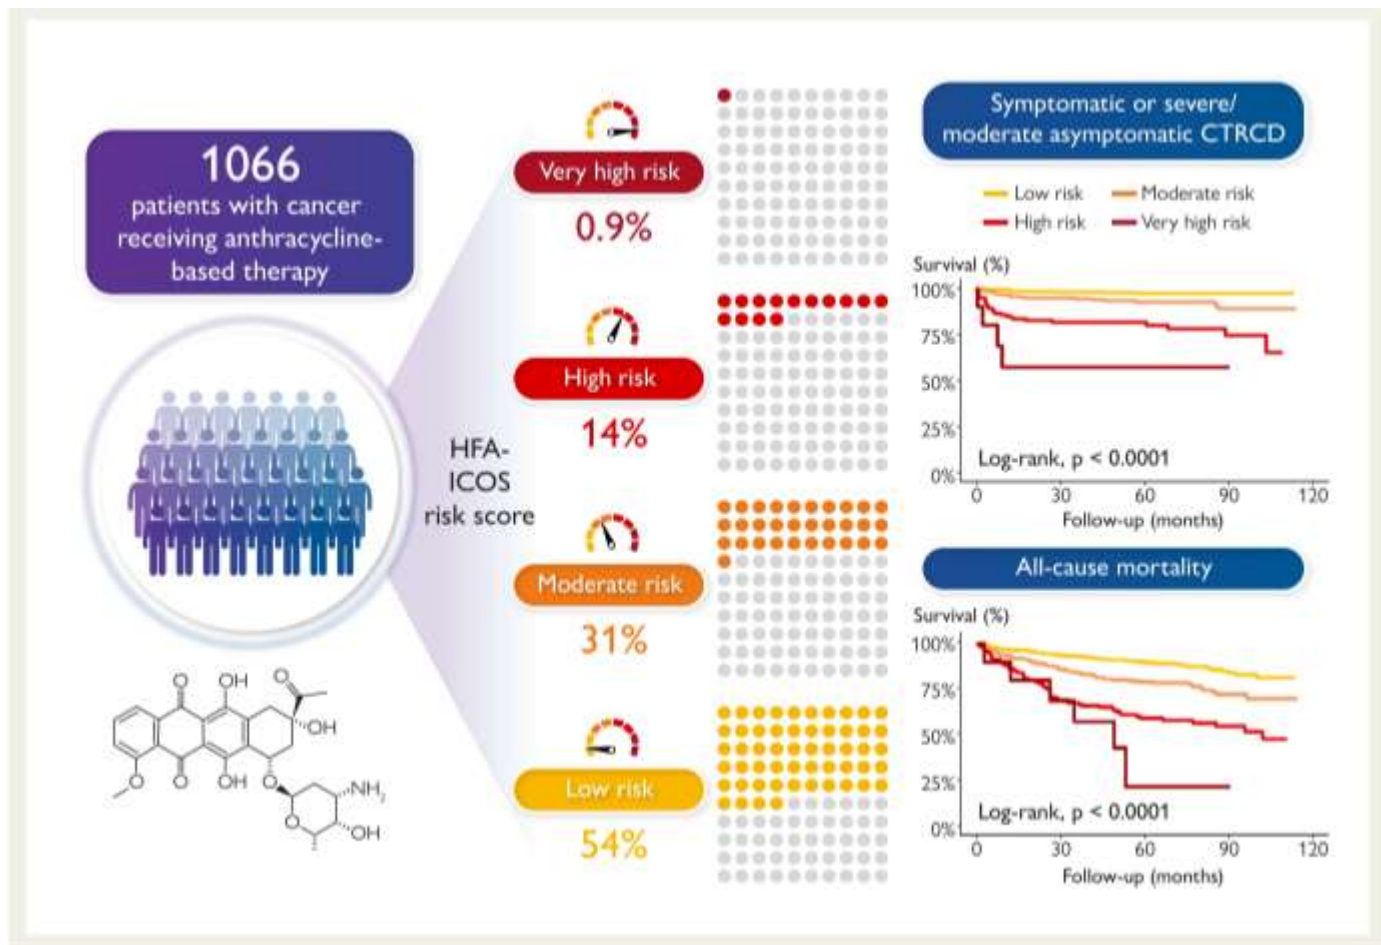 1066
patients with cancer
receiving anthracycline-
based therapy
HFA-
ICOS
risk score
Very high risk
0.9%
High risk
14%
Moderate risk
31%
Low risk
54%
O
OH
O
OH
O
O
OH
O
NH2
O
OH
Symptomatic or severe/
moderate asymptomatic CTRCD
Low risk
Moderate risk
High risk
Very high risk
Survival (%)
100%
75%
50%
25%
0%
Log-rank, p < 0.0001
0 30 60 90 120
Follow-up (months)
All-cause mortality
Survival (%)
100%
75%
50%
25%
0%
Log-rank, p < 0.0001
0 30 60 90 120
Follow-up (months)